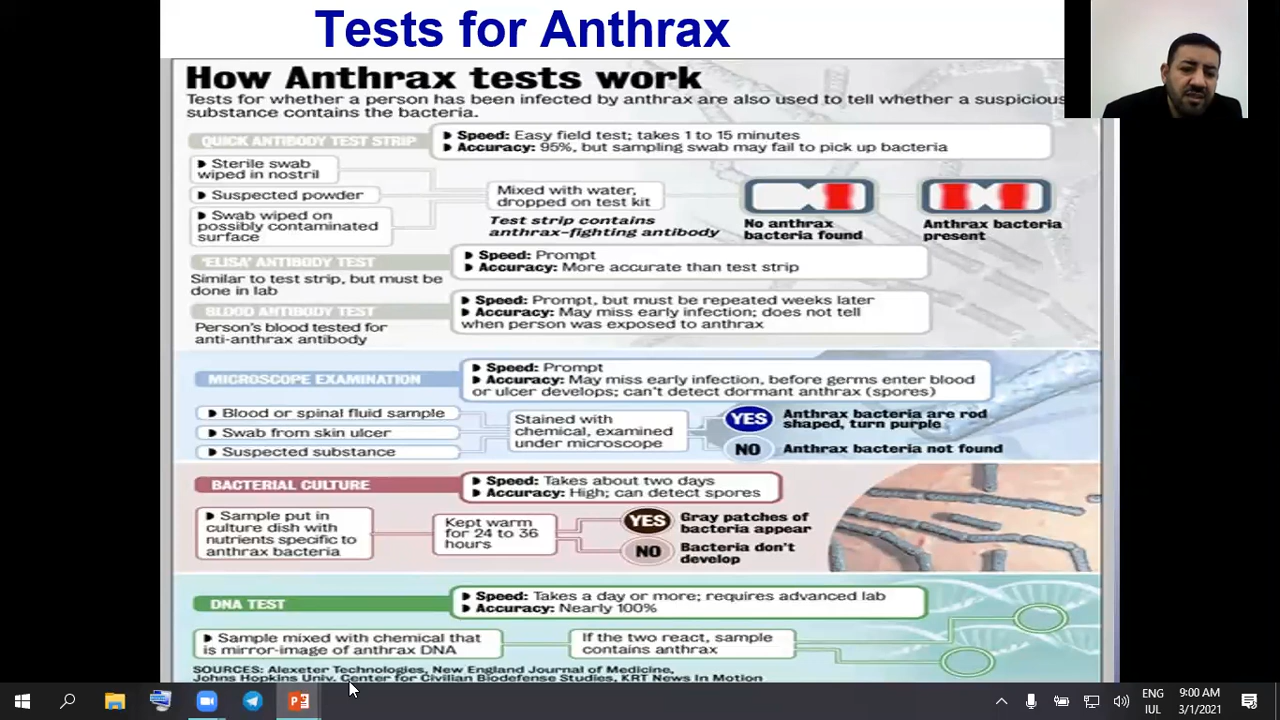 Tests for Anthrax
How Anthrax tests work
Tests for whether a person has been infected by anthrax are also used to tell whether a suspicious
substance contains the bacteria.
QUICK ANTIBODY TEST STRIP
Speed: Easy field test; takes 1 to 15 minutes
Accuracy: 95%, but sampling swab may fail to pick up bacteria
Sterile swab
wiped in nostril
Suspected powder
Swab wiped on
possibly contaminated
surface
Mixed with water,
dropped on test kit
Test strip contains
anthrax-fighting antibody
No anthrax
bacteria found
Anthrax bacteria
present
'ELISA' ANTIBODY TEST
Similar to test strip, but must be
done in lab
Speed: Prompt
Accuracy: More accurate than test strip
BLOOD ANTIBODY TEST
Person's blood tested for
anti-anthrax antibody
Speed: Prompt, but must be repeated weeks later
Accuracy: May miss early infection; does not tell
when person was exposed to anthrax
MICROSCOPE EXAMINATION
Speed: Prompt
Accuracy: May miss early infection, before germs enter blood
or ulcer develops; can't detect dormant anthrax (spores)
Blood or spinal fluid sample
Swab from skin ulcer
Suspected substance
Stained with
chemical, examined
under microscope
YES
Anthrax bacteria are rod
shaped, turn purple
NO
Anthrax bacteria not found
BACTERIAL CULTURE
Speed: Takes about two days
Accuracy: High; can detect spores
Sample put in
culture dish with
nutrients specific to
anthrax bacteria
Kept warm
for 24 to 36
hours
YES
Gray patches of
bacteria appear
NO
Bacteria don't
develop
DNA TEST
Speed: Takes a day or more; requires advanced lab
Accuracy: Nearly 100%
Sample mixed with chemical that
is mirror-image of anthrax DNA
If the two react, sample
contains anthrax
SOURCES: Alexeter Technologies, New England Journal of Medicine,
Johns Hopkins Univ. Center for Civilian Biodefense Studies, KRT News In Motion
ENG
IUL
9:00 AM
3/1/2021